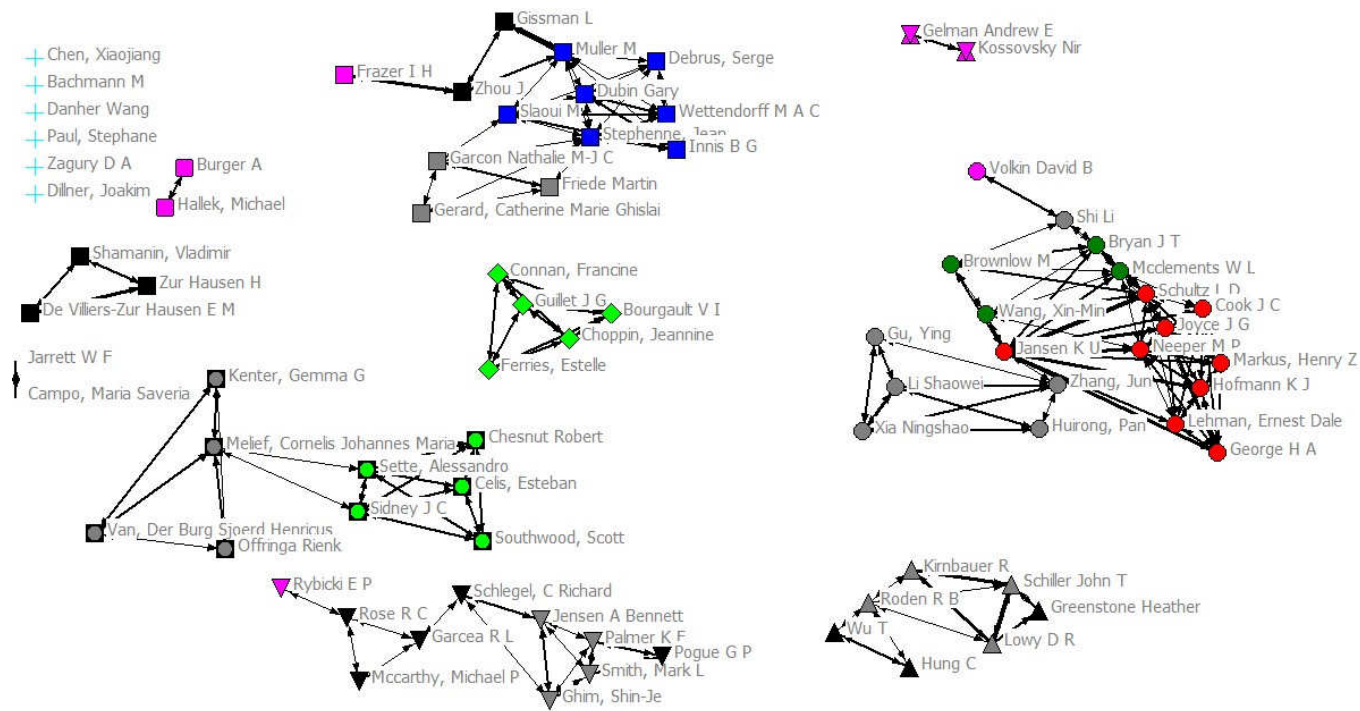 Chen, Xiaojiang
Bachmann M
Danher Wang
Paul, Stephane
Zagury D A
Dillner, Joakim
Burger A
Hallek, Michael
Gissman L
Muller M
Debrus, Serge
Frazer I H
Zhou J
Dubin Gary
Slaoui M
Wettendorff M A C
Stephenne, Jean
Innis B G
Garcon Nathalie M-J C
Friede Martin
Gerard, Catherine Marie Ghislai
Gelman Andrew E
Kossovsky Nir
Volkin David B
Shi Li
Bryan J T
Brownlow M
Mcclements W L
Schultz L D
Cook J C
Wang, Xin-Min
Joyce J G
Gu, Ying
Jansen K U
Neeper M P
Markus, Henry Z
Li Shaowei
Zhang, Jun
Hofmann K J
Xia Ningshao
Huirong, Pan
Lehman, Ernest Dale
George H A
Shamanin, Vladimir
Zur Hausen H
De Villiers-Zur Hausen E M
Connan, Francine
Guillet J G
Bourgault V I
Choppin, Jeannine
Ferries, Estelle
Jarrett W F
Campo, Maria Saveria
Kenter, Gemma G
Melief, Cornelis Johannes Maria
Chesnut Robert
Sette, Alessandro
Celis, Esteban
Sidney J C
Southwood, Scott
Van, Der Burg Sjoerd Henricus
Offringa Rienk
Rybicki E P
Rose R C
Garcea R L
Mccarthy, Michael P
Schlegel, C Richard
Jensen A Bennett
Palmer K E
Pogue G P
Smith, Mark L
Ghim, Shin-Je
Kirnbauer R
Schiller John T
Roden R B
Greenstone Heather
Wu T
Lowy D R
Hung C